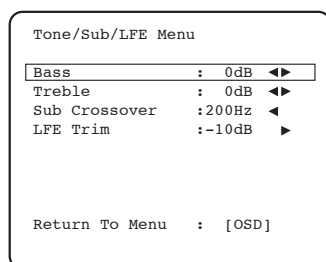 Tone/Sub/LFE Menu
Bass : 0dB ◀▶
Treble : 0dB ◀▶
Sub Crossover :200Hz ◀
LFE Trim :-10dB ▶
Return To Menu : [OSD]